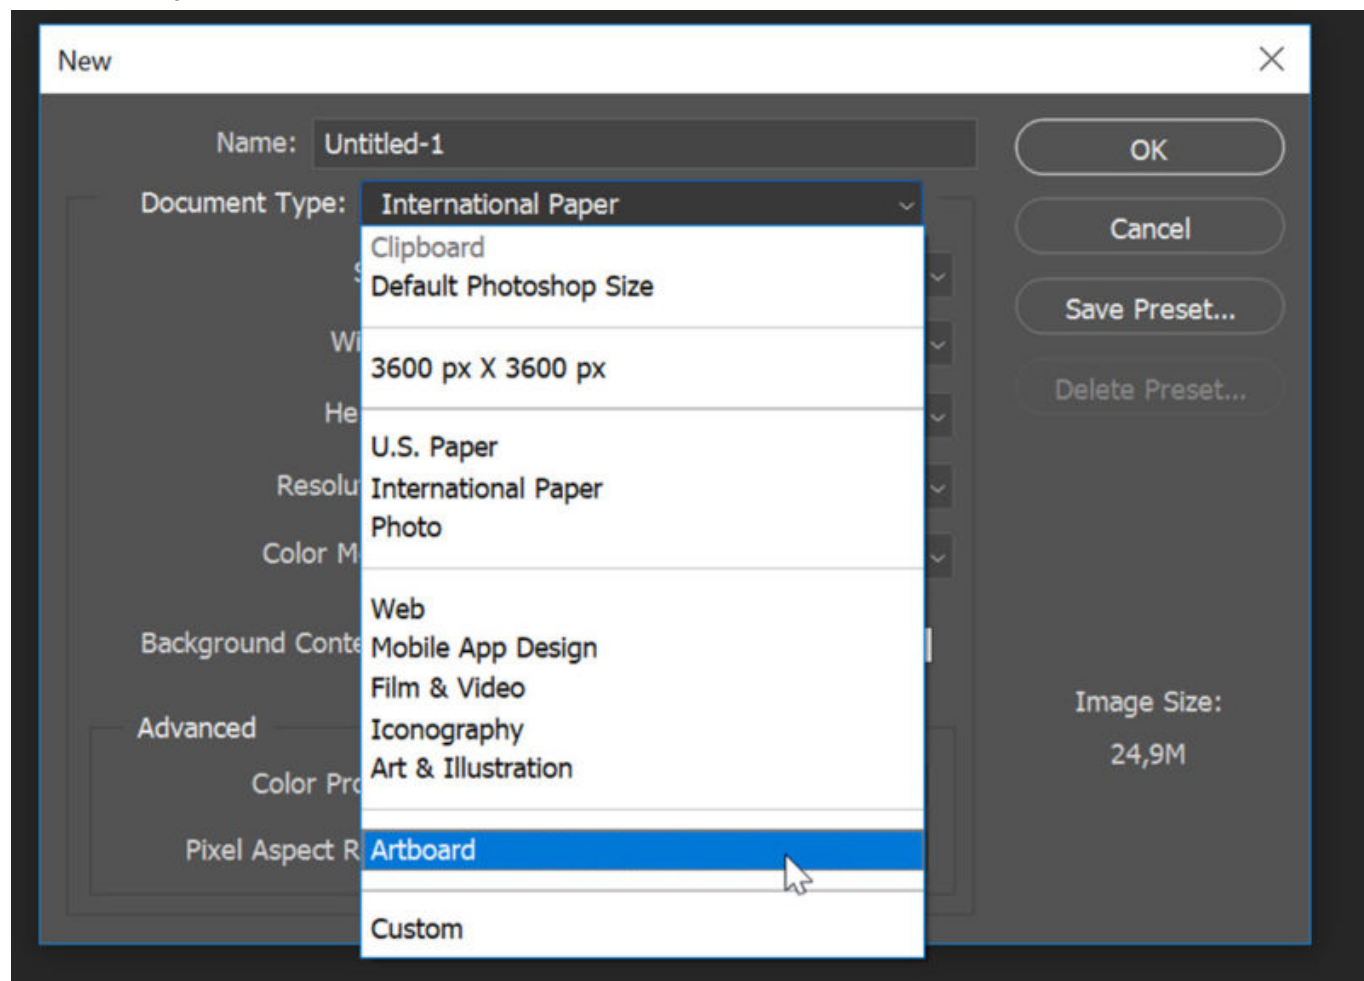 New
Name: Untitled-1
OK
Document Type: International Paper
Cancel
Clipboard
Default Photoshop Size
Save Preset...
Wi
3600 px X 3600 px
Delete Preset...
He
U.S. Paper
Resolu International Paper
Photo
Color M
Web
Background Conte Mobile App Design
Film & Video
Image Size:
Advanced
Iconography
24,9M
Art & Illustration
Color Pro
Pixel Aspect R Artboard
Custom